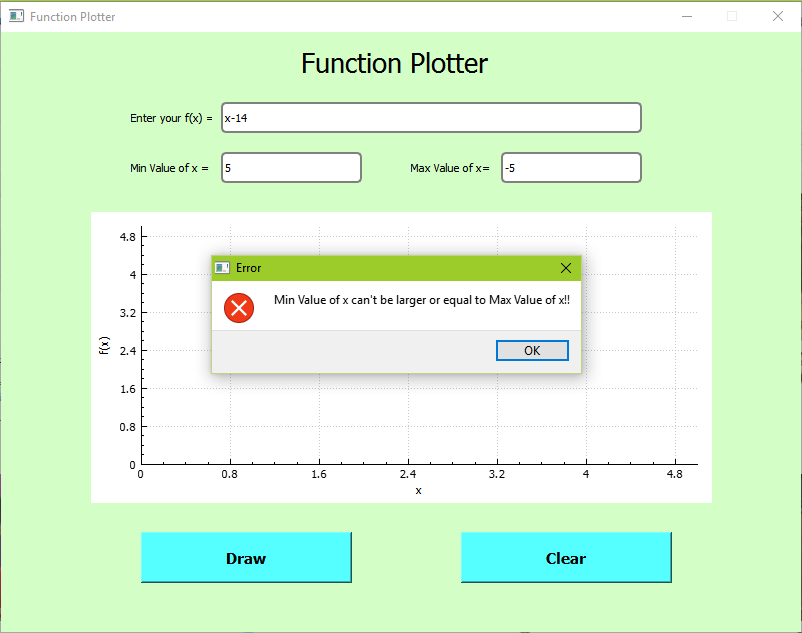 Function Plotter
Function Plotter
Enter your f(x) = x-14
Min Value of x = 5 Max Value of x= -5
Error
Min Value of x can't be larger or equal to Max Value of x!!
OK
4.8
4
3.2
2.4
1.6
0.8
0
f(x)
0 0.8 1.6 2.4 3.2 4 4.8
x
Draw Clear